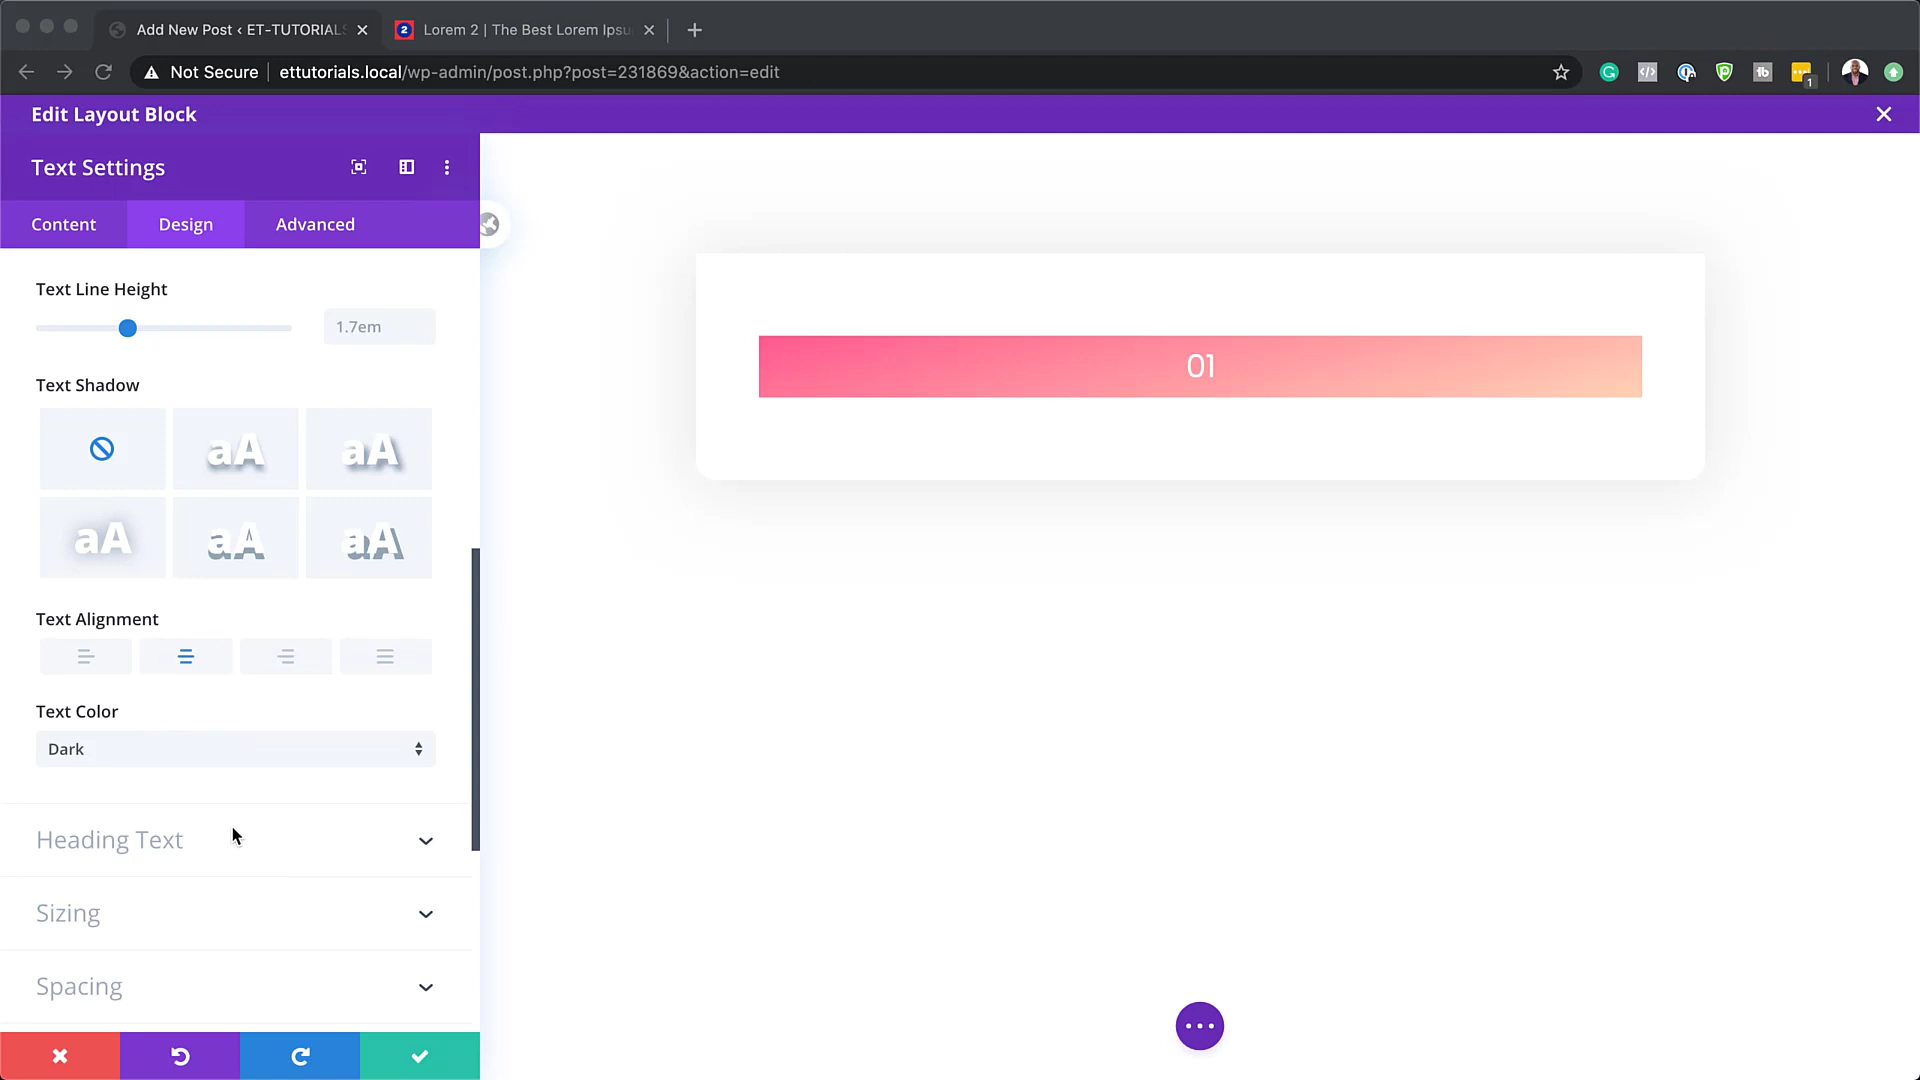 Add New Post ‹ ET-TUTORIALS
2
Lorem 2 | The Best Lorem Ipsu
Not Secure
ettutorials.local/wp-admin/post.php?post=231869&action=edit
1
Edit Layout Block
Text Settings
Content
Design
Advanced
Text Line Height
1.7em
Text Shadow
aA
aA
aA
aA
aA
Text Alignment
Text Color
Dark
Heading Text
Sizing
Spacing
01